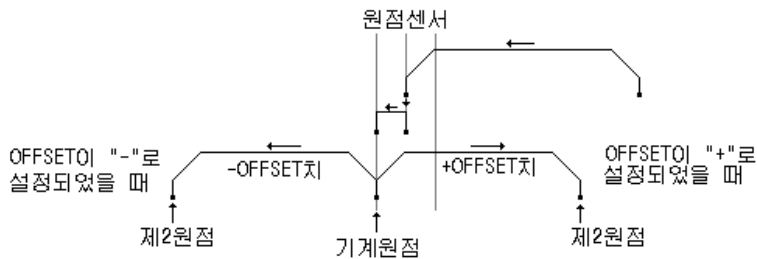 원점센서
OFFSET이 "-"로
설정되었을 때
-OFFSET치
+OFFSET치
OFFSET이 "+"로
설정되었을 때
제2원점
기계원점
제2원점